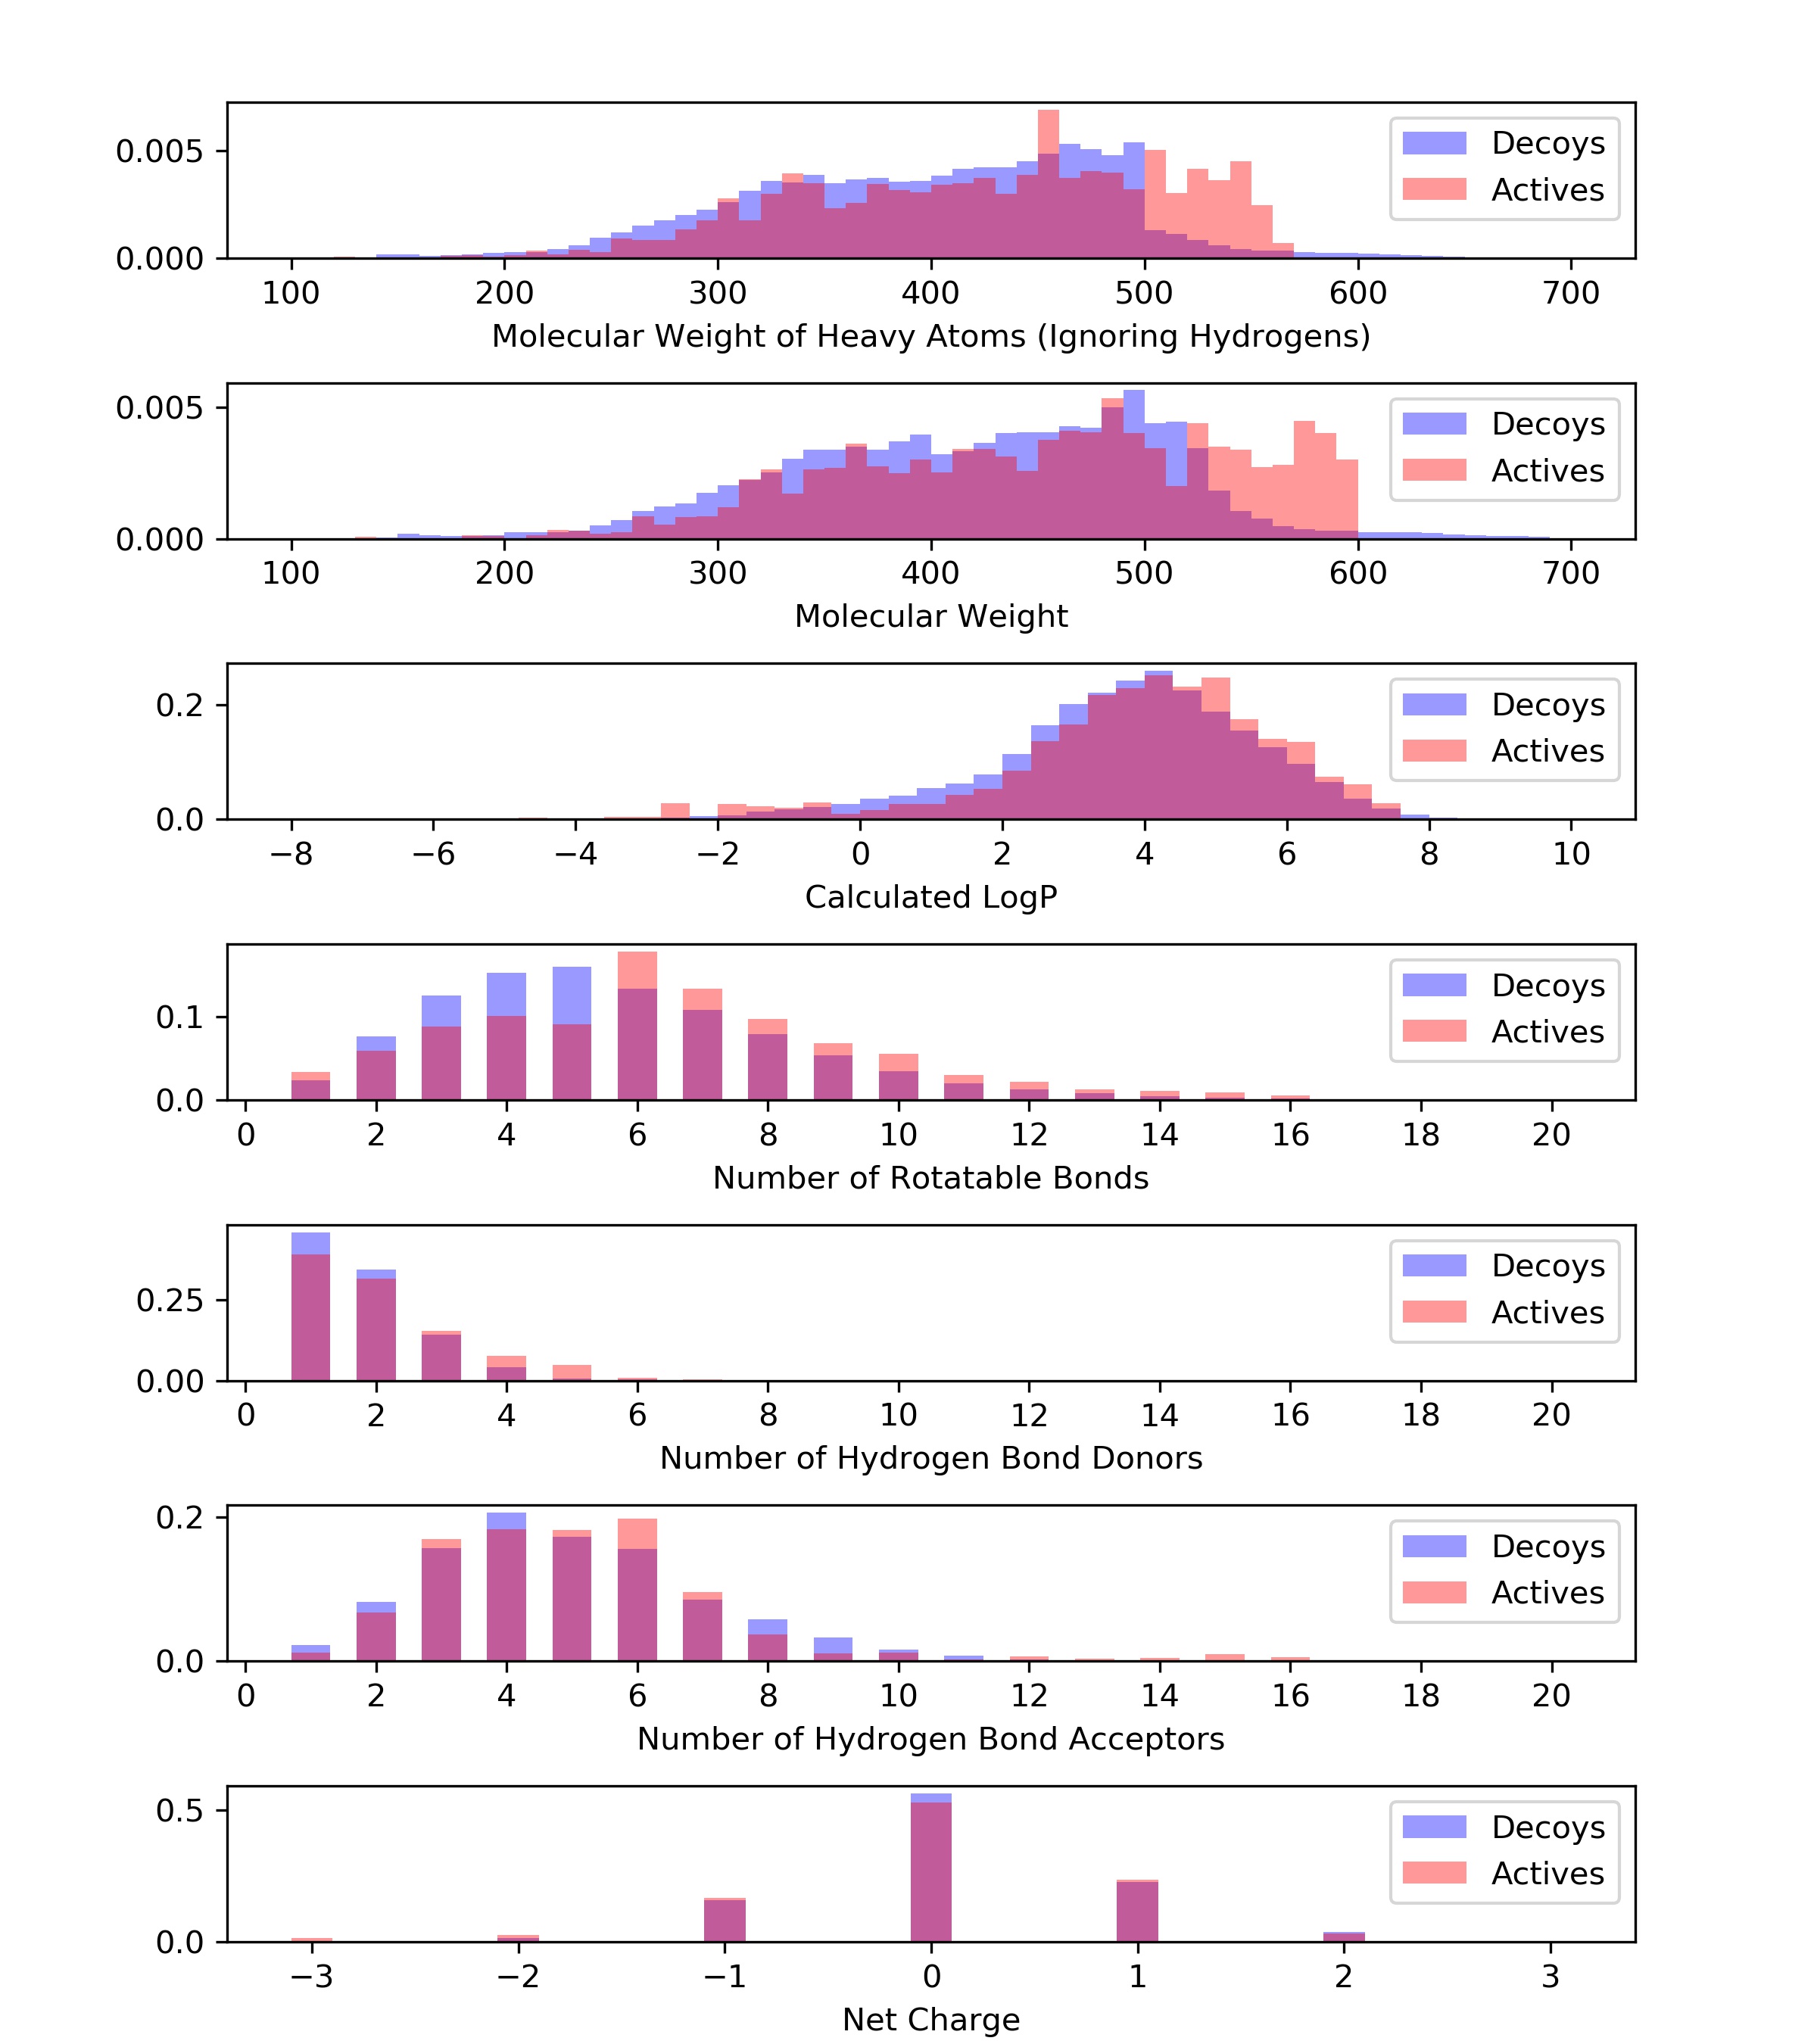 0.005
0.000
Decoys
Actives
100 200 300 400 500 600 700
Molecular Weight of Heavy Atoms (Ignoring Hydrogens)
0.005
0.000
Decoys
Actives
100 200 300 400 500 600 700
Molecular Weight
0.2
0.0
Decoys
Actives
−8 −6 −4 −2 0 2 4 6 8 10
Calculated LogP
0.1
0.0
Decoys
Actives
0 2 4 6 8 10 12 14 16 18 20
Number of Rotatable Bonds
0.25
0.00
Decoys
Actives
0 2 4 6 8 10 12 14 16 18 20
Number of Hydrogen Bond Donors
0.2
0.0
Decoys
Actives
0 2 4 6 8 10 12 14 16 18 20
Number of Hydrogen Bond Acceptors
0.5
0.0
Decoys
Actives
−3 −2 −1 0 1 2 3
Net Charge